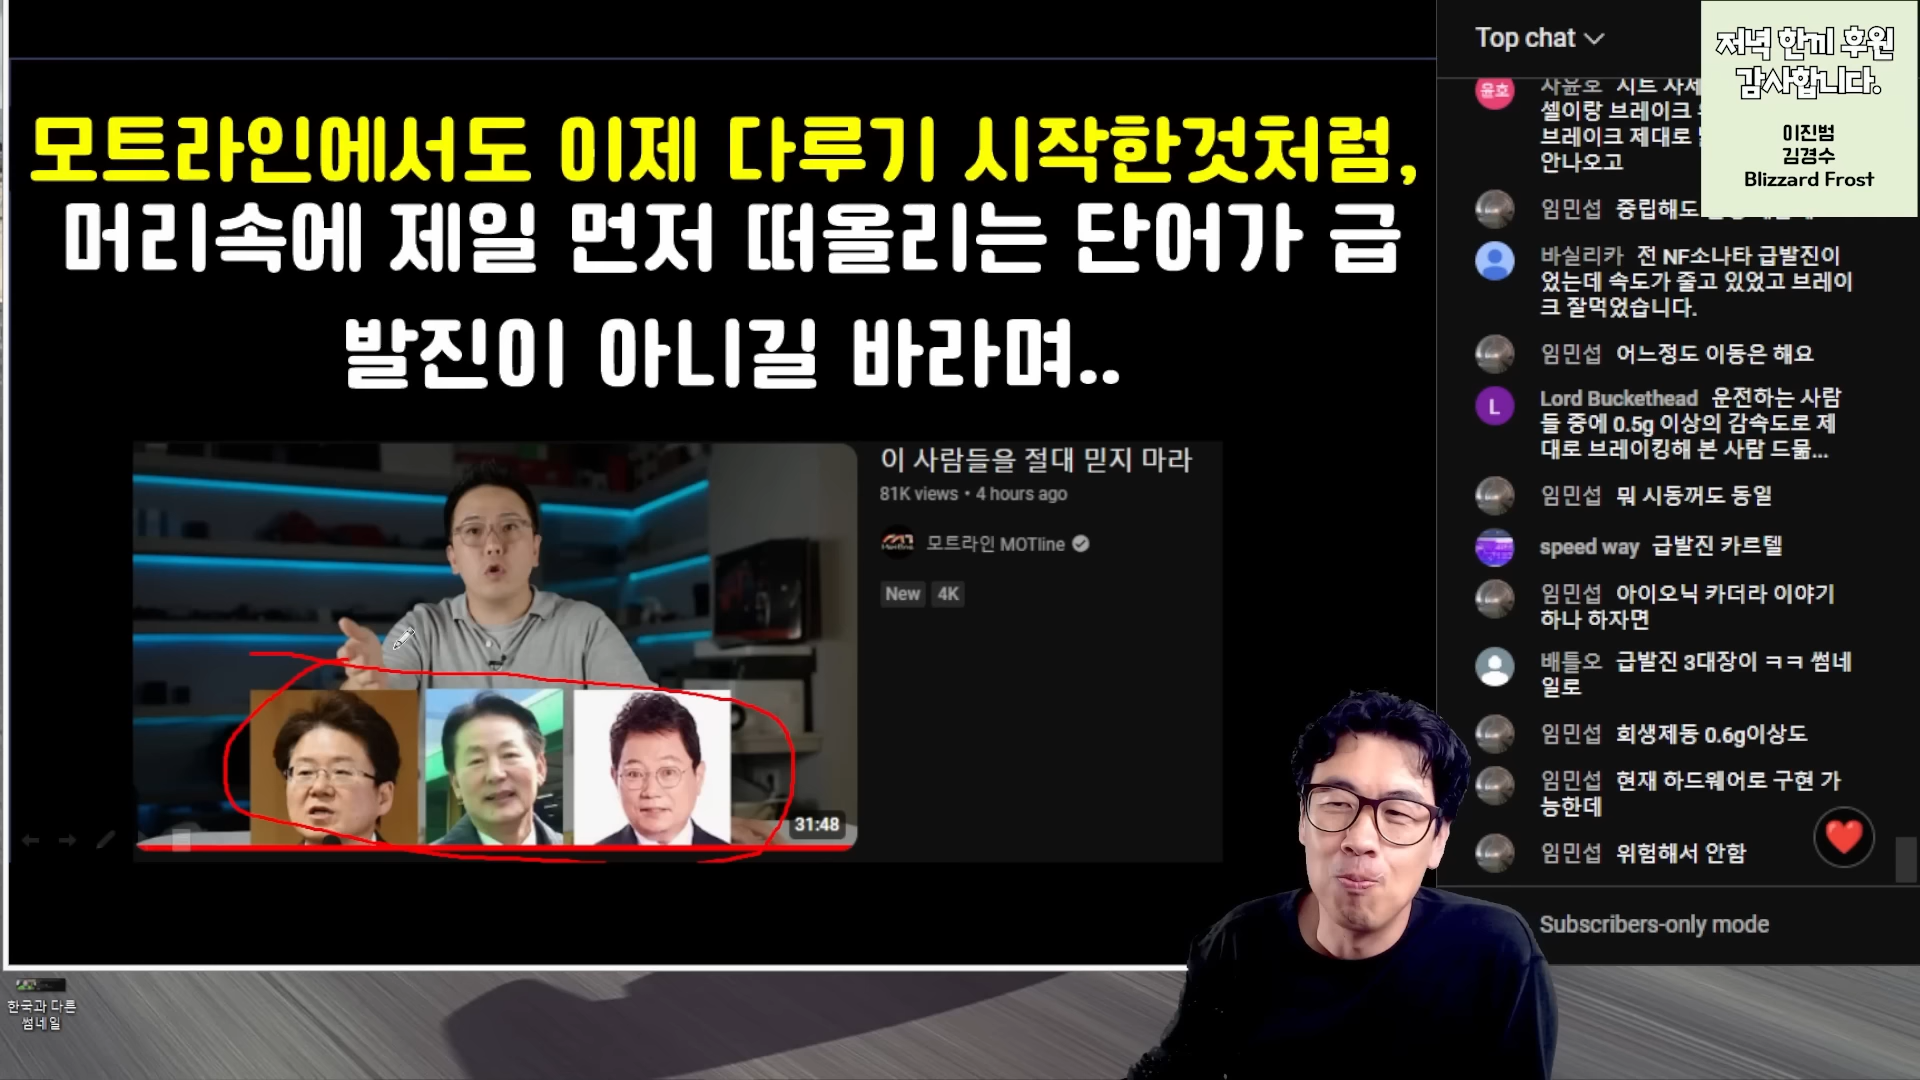 모트라인에서도 이제 다루기 시작한것처럼,
머리속에 제일 먼저 떠올리는 단어가 급
발진이 아니길 바라며..
이 사람들을 절대 믿지 마라
81K views • 4 hours ago
모트라인 MOTline
New 4K
31:48
한국과 다른
썸네일
Top chat
저녁 한끼 후원
감사합니다.
이진범
김경수
Blizzard Frost
윤호
사윤호 시트 사세
셀이랑 브레이크
브레이크 제대로
안나오고
임민섭 중립해도
바실리카 전 NF소나타 급발진이
었는데 속도가 줄고 있었고 브레이
크 잘먹었습니다.
임민섭 어느정도 이동은 해요
L
Lord Buckethead 운전하는 사람
들 중에 0.5g 이상의 감속도로 제
대로 브레이킹해 본 사람 드물...
임민섭 뭐 시동꺼도 동일
speed way 급발진 카르텔
임민섭 아이오닉 카더라 이야기
하나 하자면
배틀오 급발진 3대장이 ㅋㅋ 썸네
일로
임민섭 회생제동 0.6g이상도
임민섭 현재 하드웨어로 구현 가
능한데
임민섭 위험해서 안함
Subscribers-only mode